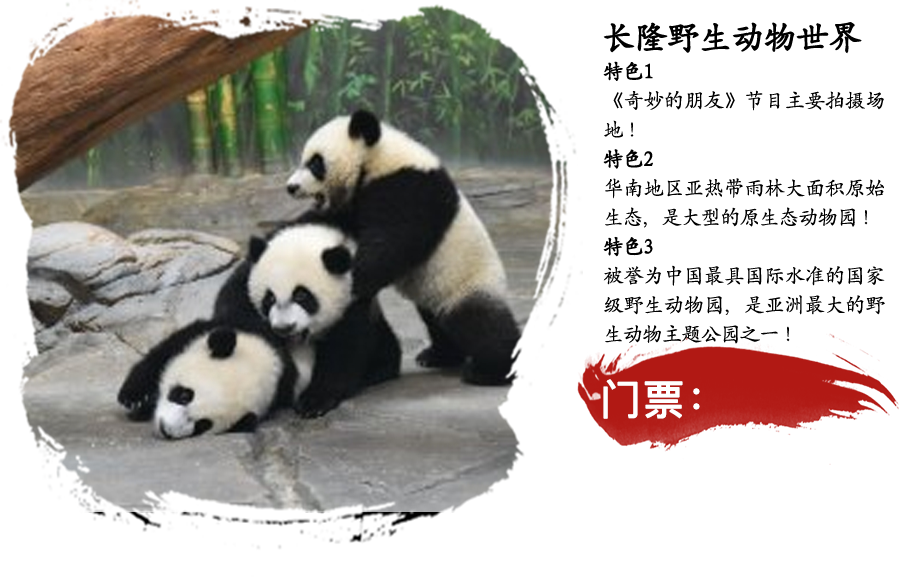 长隆野生动物世界
特色1
《奇妙的朋友》节目主要拍摄场
地！
特色2
华南地区亚热带雨林大面积原始
生态，是大型的原生态动物园！
特色3
被誉为中国最具国际水准的国家
级野生动物园，是亚洲最大的野
生动物主题公园之一！
门票：